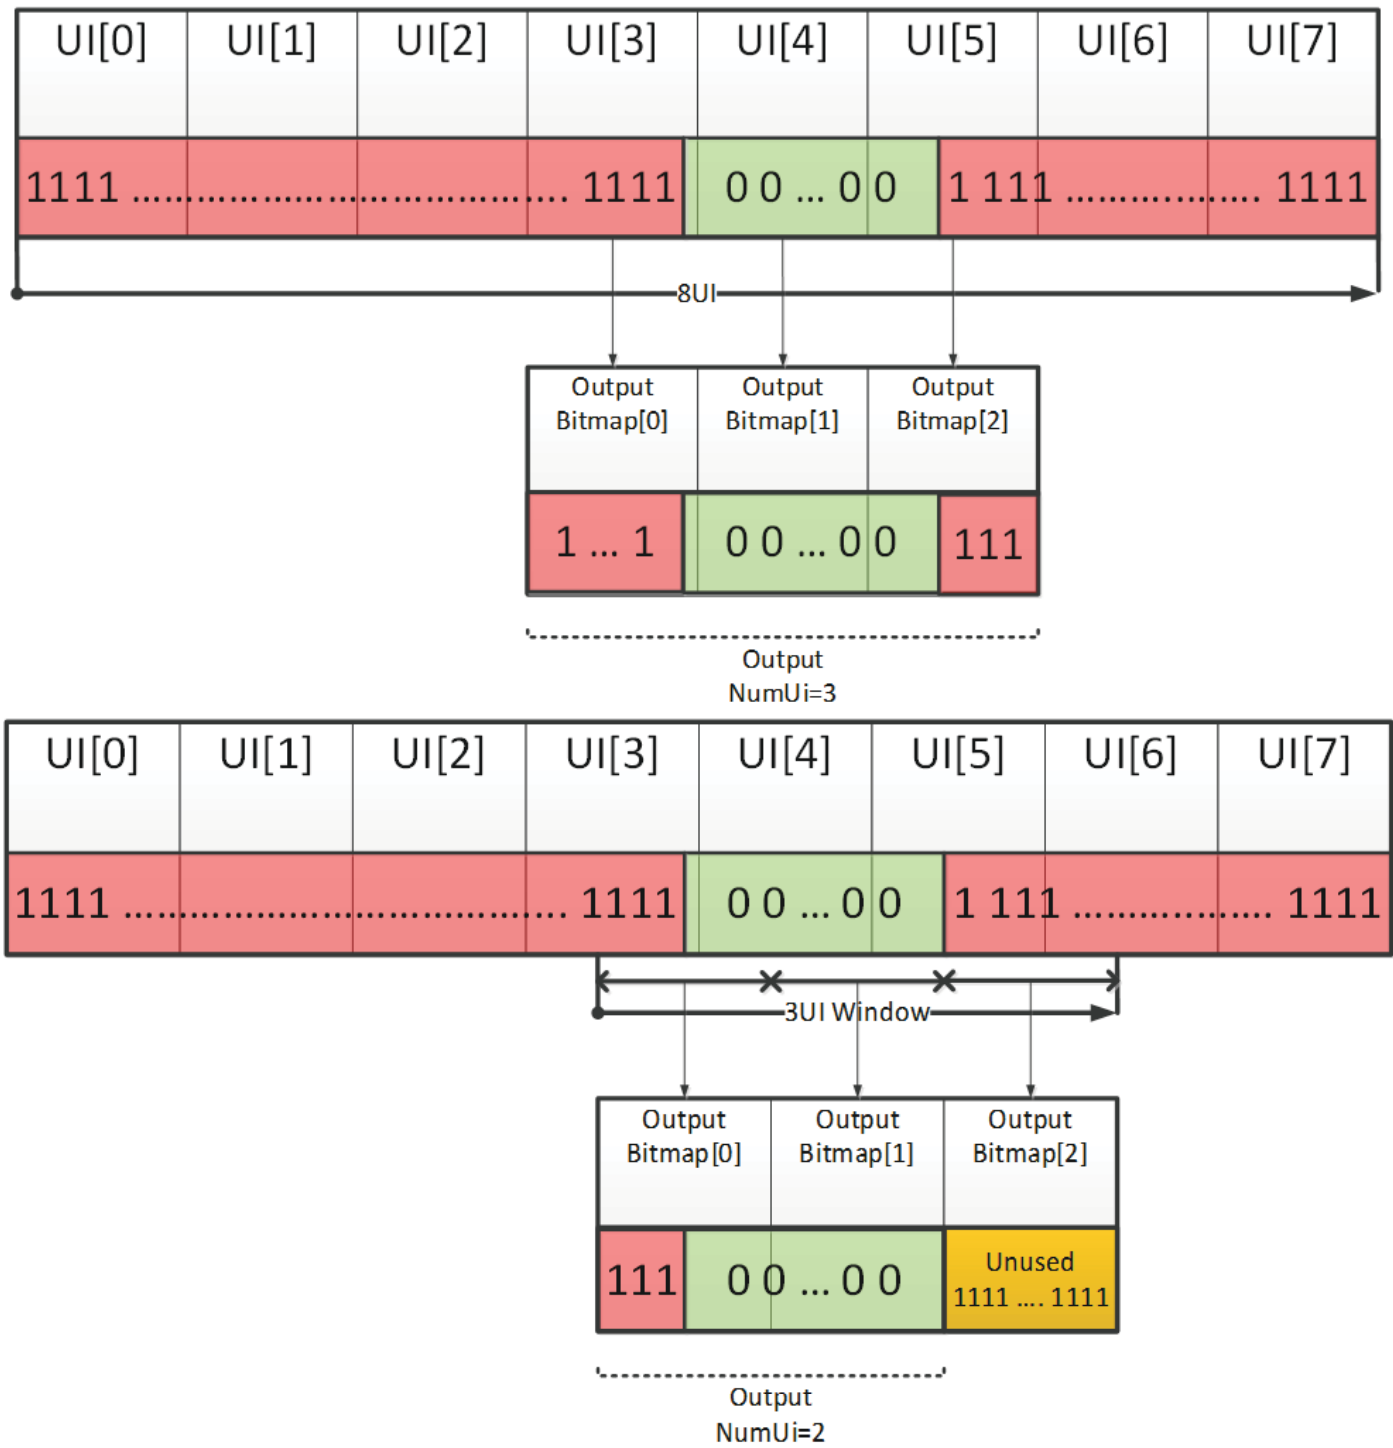 UI[0] UI[1] UI[2] UI[3] UI[4] UI[5] UI[6] UI[7]
1111 ........................................ 1111 0 0 ... 0 0 1 111 .................. 1111
8UI
Output Output Output
Bitmap[0] Bitmap[1] Bitmap[2]
1 ... 1 0 0 ... 0 0 111
Output
NumUi=3
UI[0] UI[1] UI[2] UI[3] UI[4] UI[5] UI[6] UI[7]
1111 ........................................ 1111 0 0 ... 0 0 1 111 .................. 1111
3UI Window
Output Output Output
Bitmap[0] Bitmap[1] Bitmap[2]
111 0 0 ... 0 0 Unused
1111 .... 1111
Output
NumUi=2